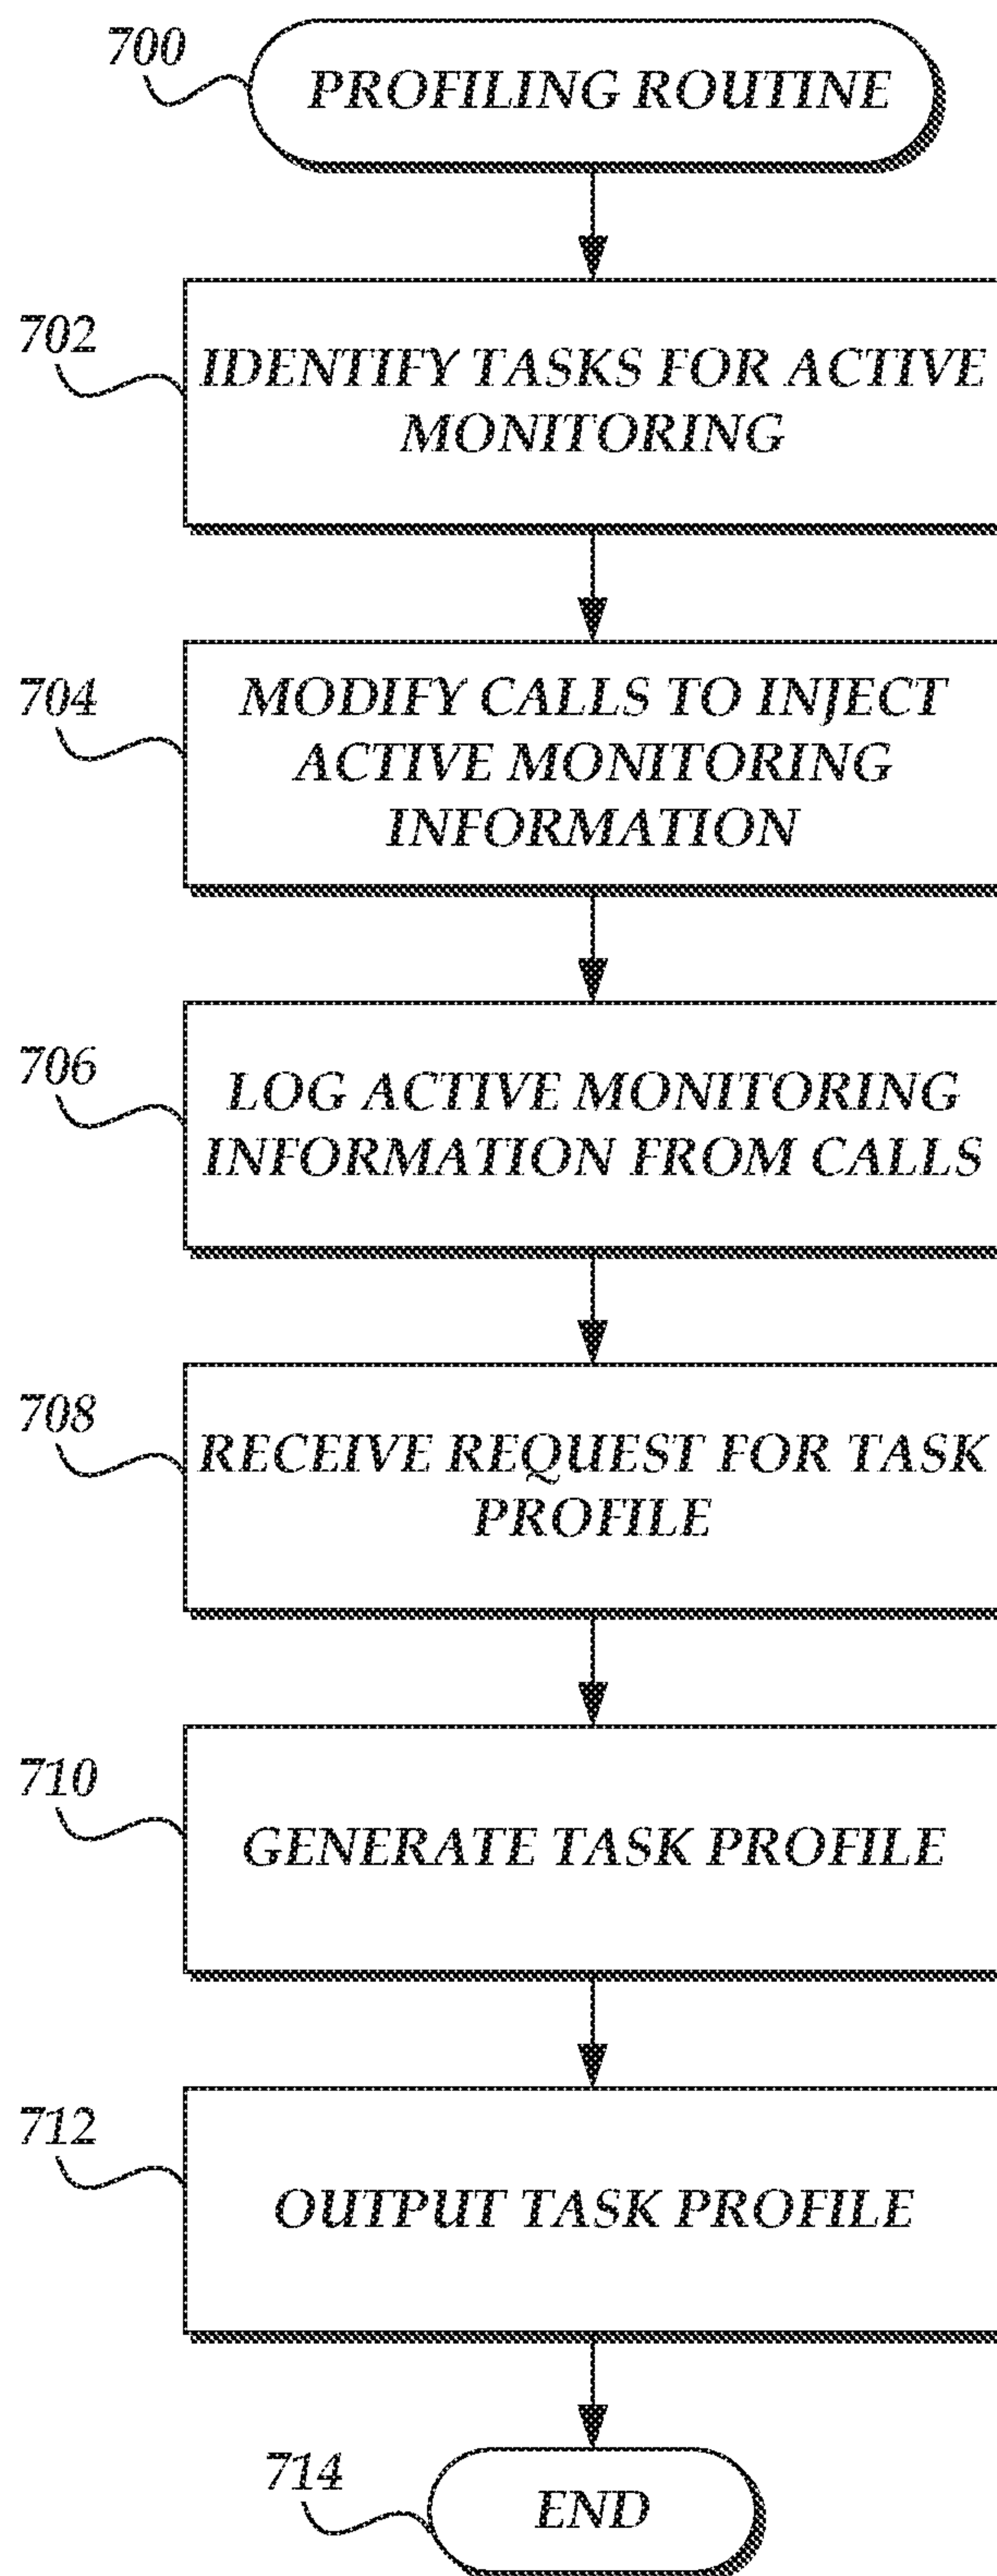 700
PROFILING ROUTINE
702
IDENTIFY TASKS FOR ACTIVE
MONITORING
704
MODIFY CALLS TO INJECT
ACTIVE MONITORING
INFORMATION
706
LOG ACTIVE MONITORING
INFORMATION FROM CALLS
708
RECEIVE REQUEST FOR TASK
PROFILE
710
GENERATE TASK PROFILE
712
OUTPUT TASK PROFILE
714
END